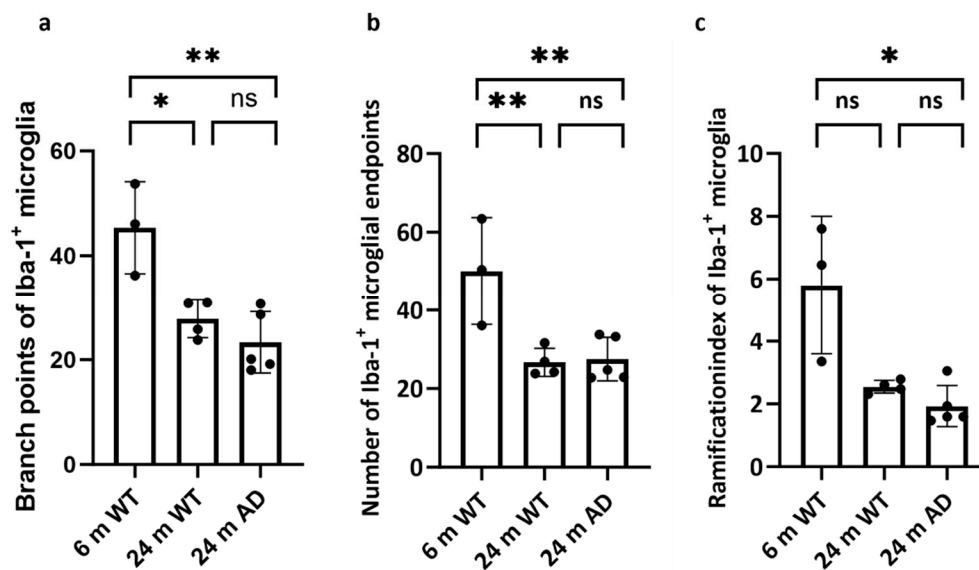 a
**
*
ns
Branch points of Iba-1⁺ microglia
60
40
20
0
6 m WT
24 m WT
24 m AD
b
**
**
ns
Number of Iba-1⁺ microglial endpoints
80
60
40
20
0
6 m WT
24 m WT
24 m AD
c
*
ns
ns
Ramificationindex of Iba-1⁺ microglia
10
8
6
4
2
0
6 m WT
24 m WT
24 m AD